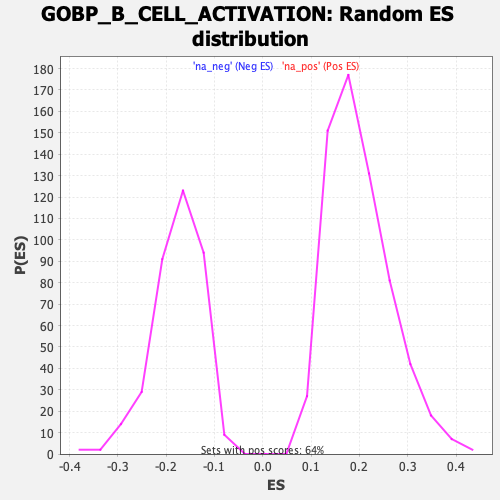 GOBP_B_CELL_ACTIVATION: Random ES
distribution
'na_neg' (Neg ES) 'na_pos' (Pos ES)
P(ES)
180
170
160
150
140
130
120
110
100
90
80
70
60
50
40
30
20
10
0
Sets with pos scores: 64%
-0.4 -0.3 -0.2 -0.1 0.0 0.1 0.2 0.3 0.4
ES